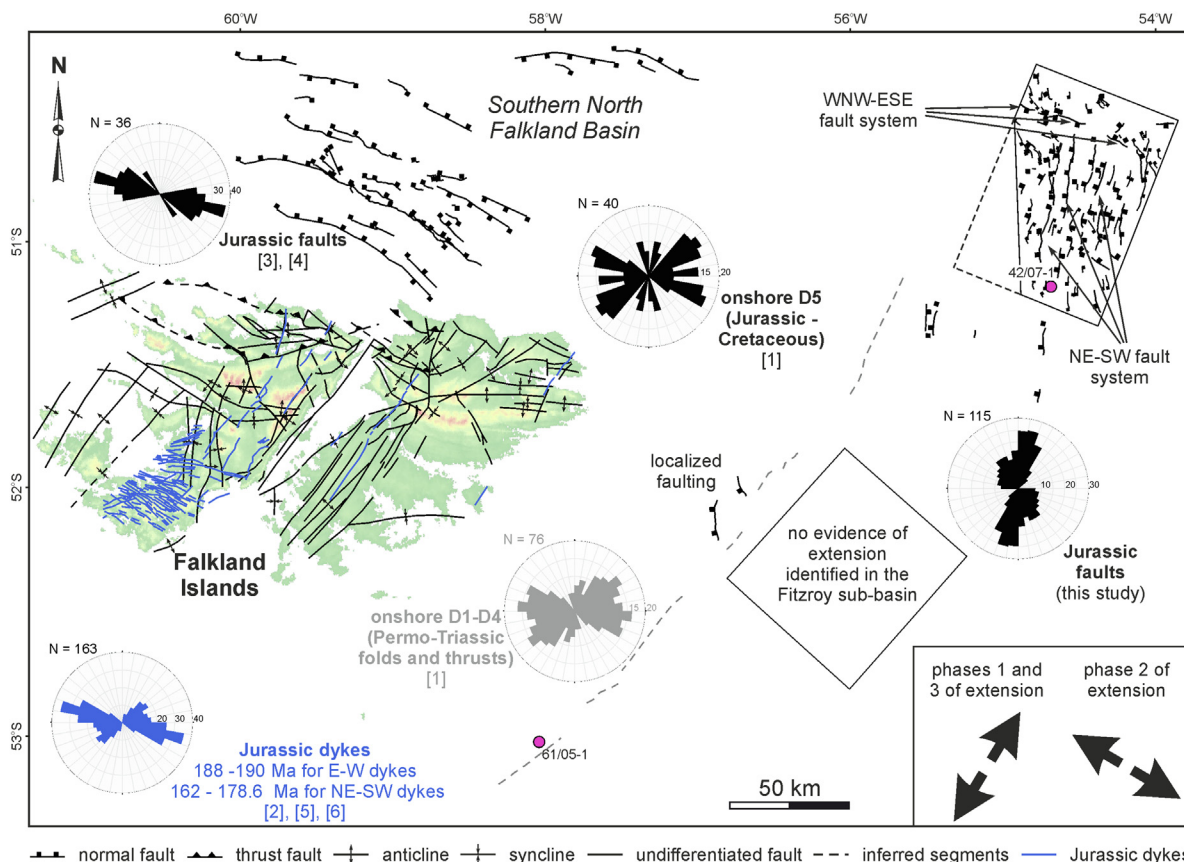 60°W
58°W
56°W
54°W
N
Southern North
Falkland Basin
WNW-ESE
fault system
N = 36
30 40
Jurassic faults
[3], [4]
51°S
N = 40
15 20
onshore D5
(Jurassic -
Cretaceous)
[1]
42/07-1
NE-SW fault
system
N = 115
10 20 30
Jurassic
faults
(this study)
localized
faulting
52°S
no evidence of
extension
identified in the
Fitzroy sub-basin
Falkland
Islands
N = 76
15 20
onshore D1-D4
(Permo-Triassic
folds and thrusts)
[1]
N = 163
20 30 40
53°S
Jurassic dykes
188 -190 Ma for E-W dykes
162 - 178.6 Ma for NE-SW dykes
[2], [5], [6]
61/05-1
50 km
phases 1 and
3 of extension
phase 2 of
extension
normal fault thrust fault anticline syncline undifferentiated fault inferred segments Jurassic dykes